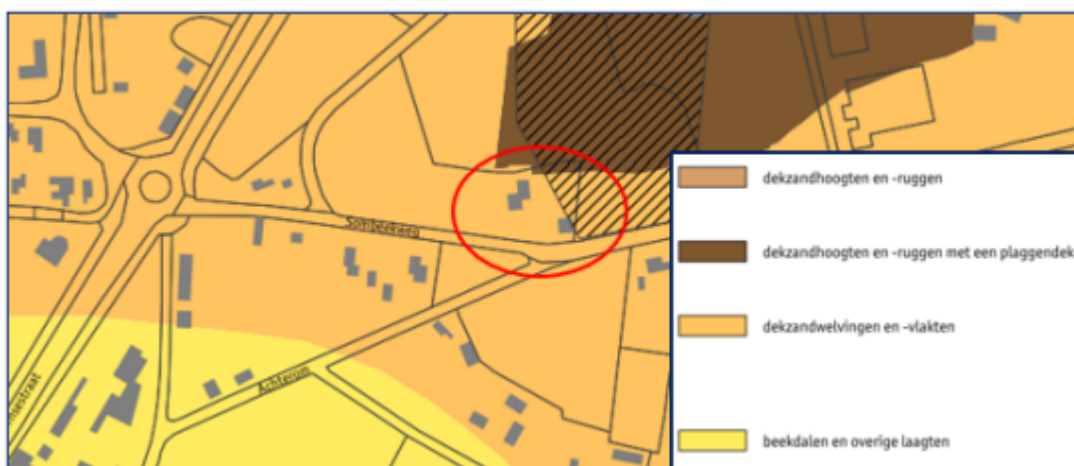 dekzandhoogten en -ruggen
dekzandhoogten en -ruggen met een plaggendek
dekzandwelvingen en -vlakten
beekdalen en overige laagten
Achterom